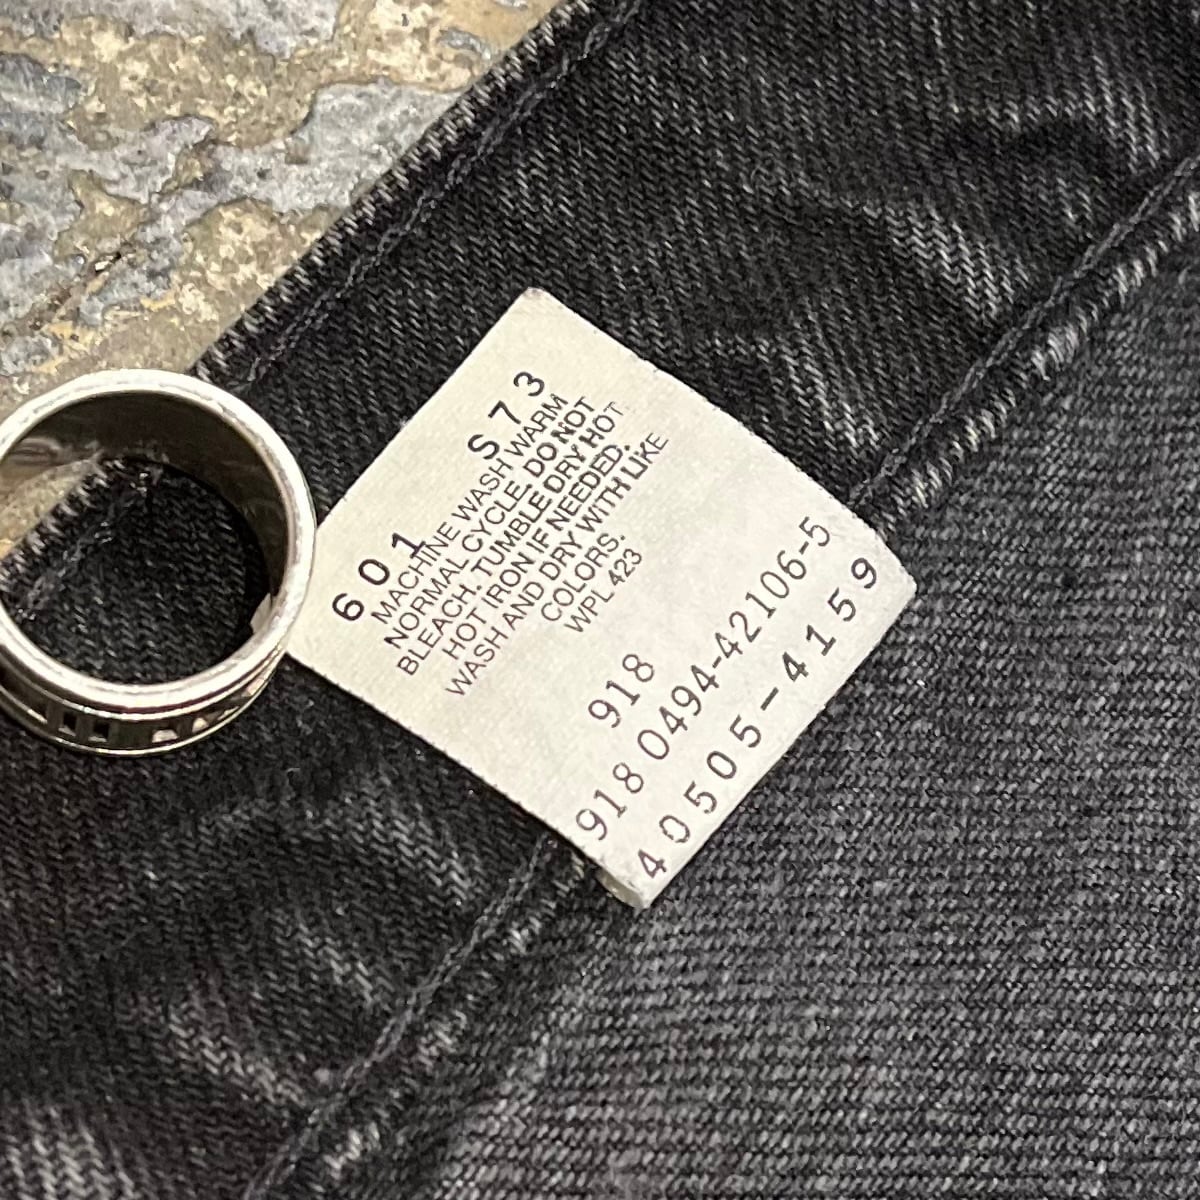 601 S73
MACHINE WASH WARM
NORMAL CYCLE. DO NOT
BLEACH. TUMBLE DRY HOT
HOT IRON IF NEEDED.
WASH AND DRY WITH LIKE
COLORS.
WPL 423
918
918 0494-42106-5
40505-4159